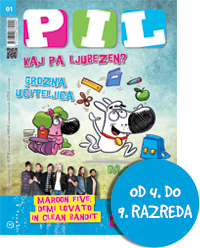 01
PIL
KAJ PA LJUBEZEN?
GROZNA
UČITELJICA
MAROON FIVE,
DEMI LOVATO
IN CLEAN BANDIT
OD 4. DO
9. RAZREDA